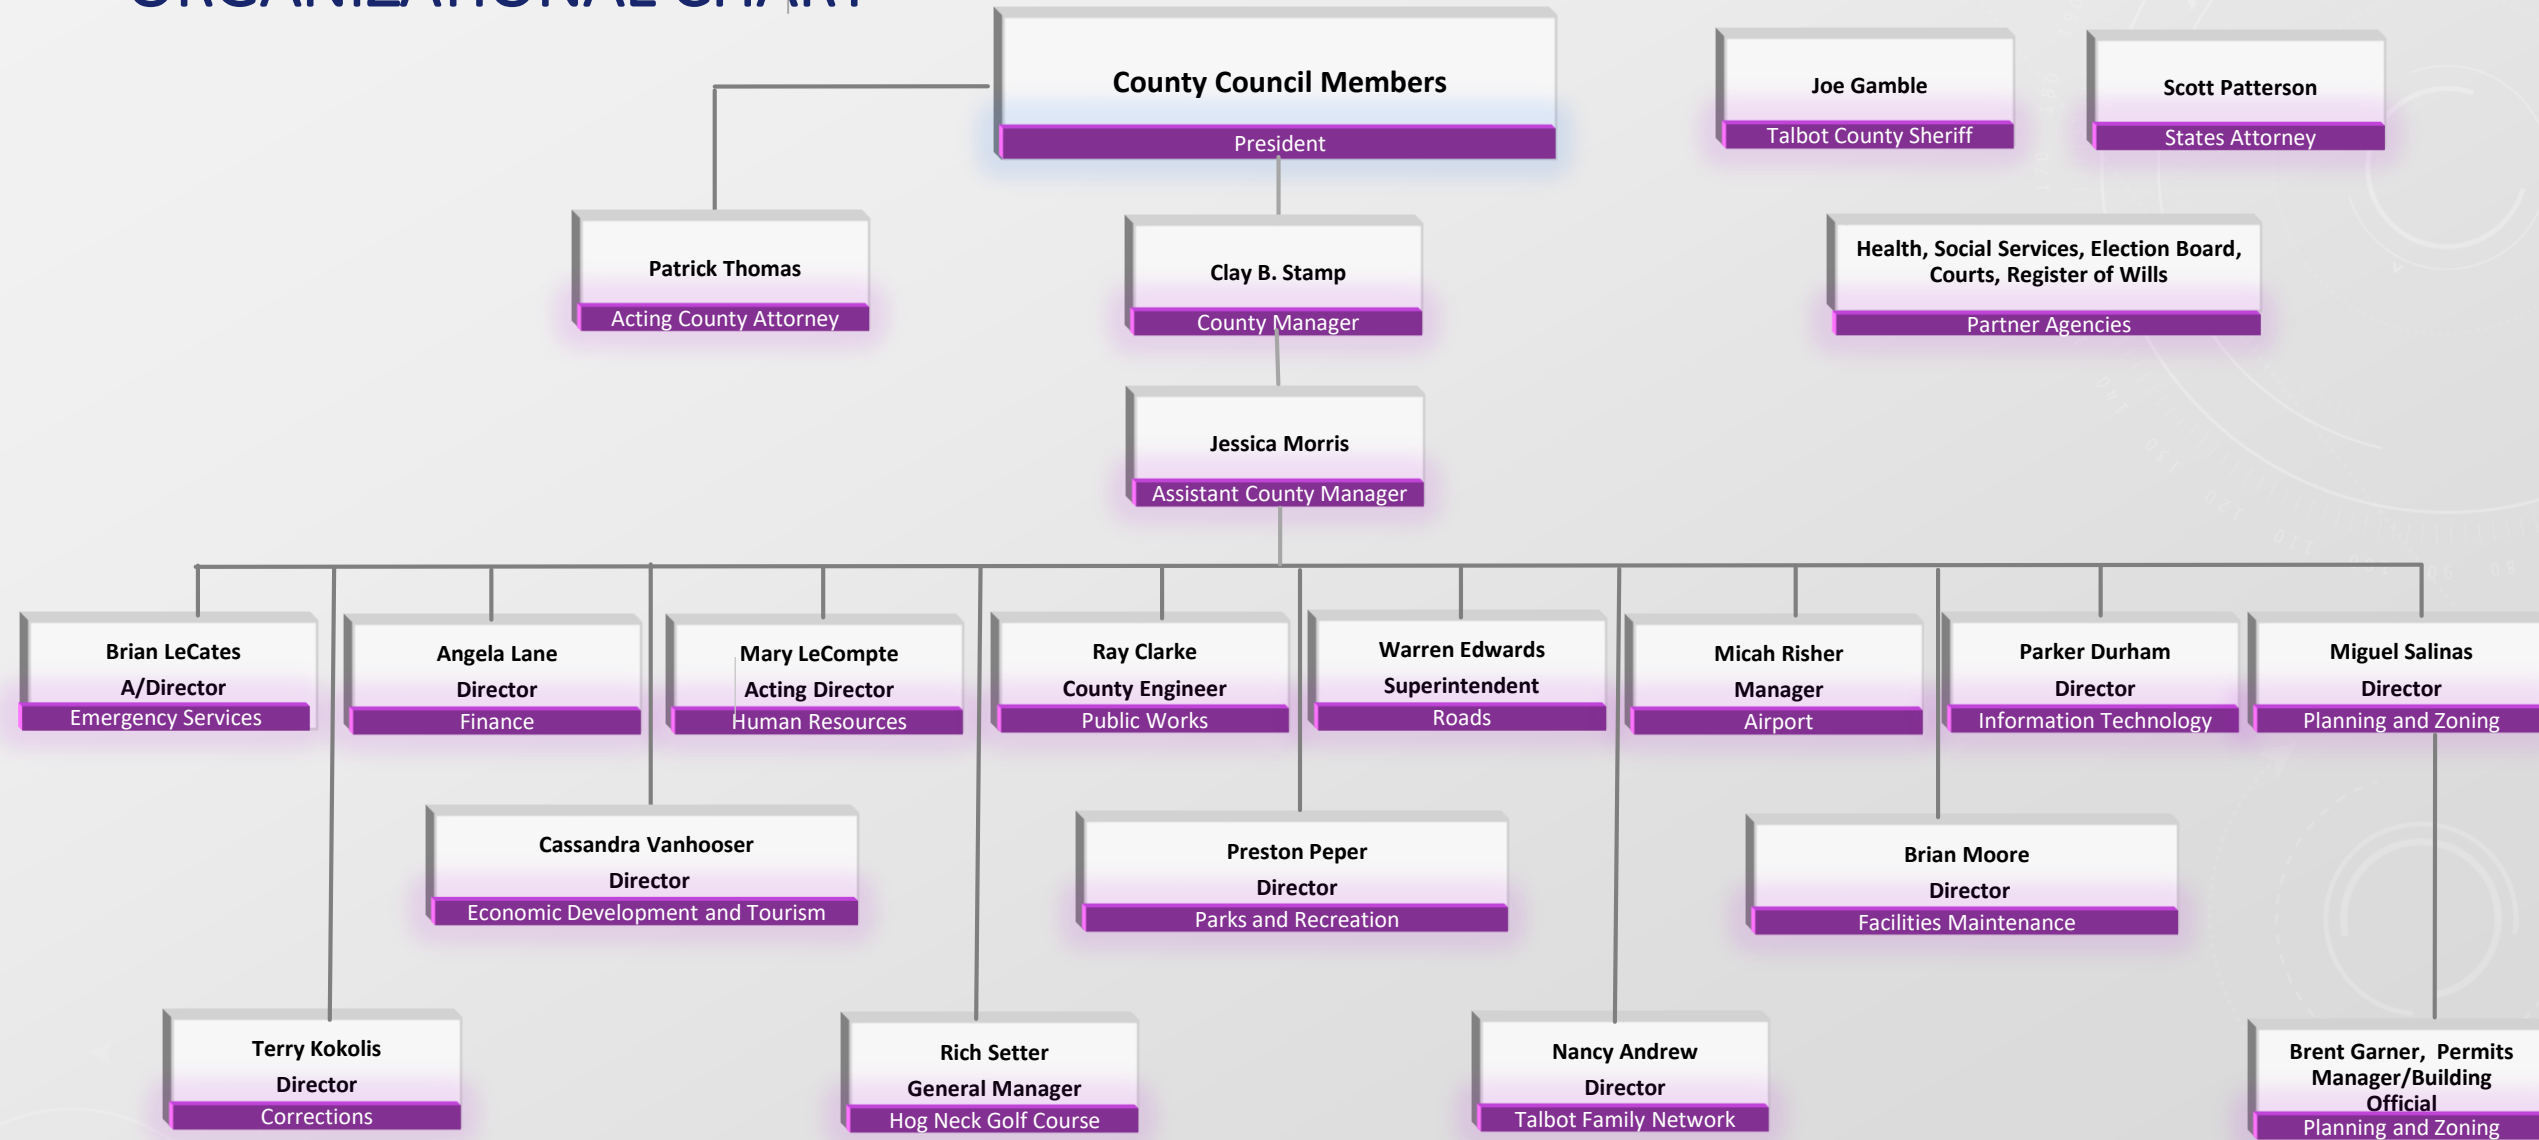 ORGANIZATIONAL CHART
County Council Members
President
Joe Gamble
Talbot County Sheriff
Scott Patterson
States Attorney
Patrick Thomas
Acting County Attorney
Clay B. Stamp
County Manager
Health, Social Services, Election Board,
Courts, Register of Wills
Partner Agencies
Jessica Morris
Assistant County Manager
Brian LeCates
A/Director
Emergency Services
Angela Lane
Director
Finance
Mary LeCompte
Acting Director
Human Resources
Ray Clarke
County Engineer
Public Works
Warren Edwards
Superintendent
Roads
Micah Risher
Manager
Airport
Parker Durham
Director
Information Technology
Miguel Salinas
Director
Planning and Zoning
Cassandra Vanhooser
Director
Economic Development and Tourism
Preston Peper
Director
Parks and Recreation
Brian Moore
Director
Facilities Maintenance
Terry Kokolis
Director
Corrections
Rich Setter
General Manager
Hog Neck Golf Course
Nancy Andrew
Director
Talbot Family Network
Brent Garner, Permits
Manager/Building
Official
Planning and Zoning